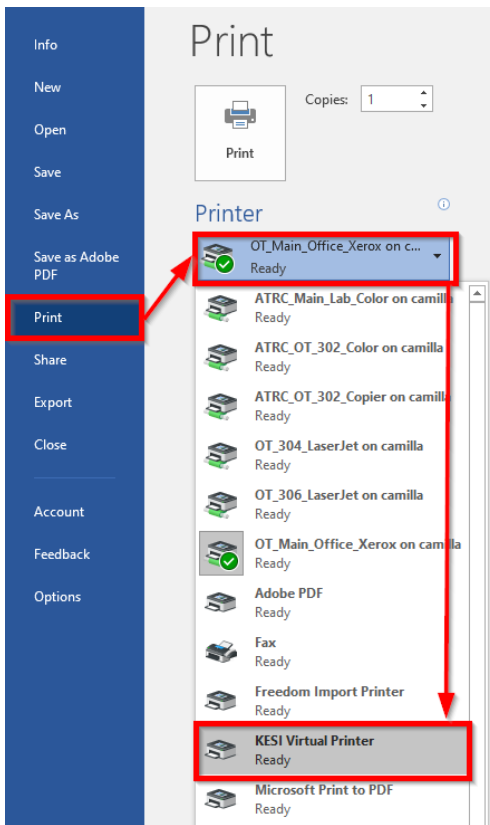 Info
New
Open
Save
Save As
Save as Adobe
PDF
Print
Share
Export
Close
Account
Feedback
Options
Print
Print
Copies: 1
Printer
OT_Main_Office_Xerox on c...
Ready
ATRC_Main_Lab_Color on camilla
Ready
ATRC_OT_302_Color on camilla
Ready
ATRC_OT_302_Copier on camilla
Ready
OT_304_LaserJet on camilla
Ready
OT_306_LaserJet on camilla
Ready
OT_Main_Office_Xerox on camilla
Ready
Adobe PDF
Ready
Fax
Ready
Freedom Import Printer
Ready
KESI Virtual Printer
Ready
Microsoft Print to PDF
Ready